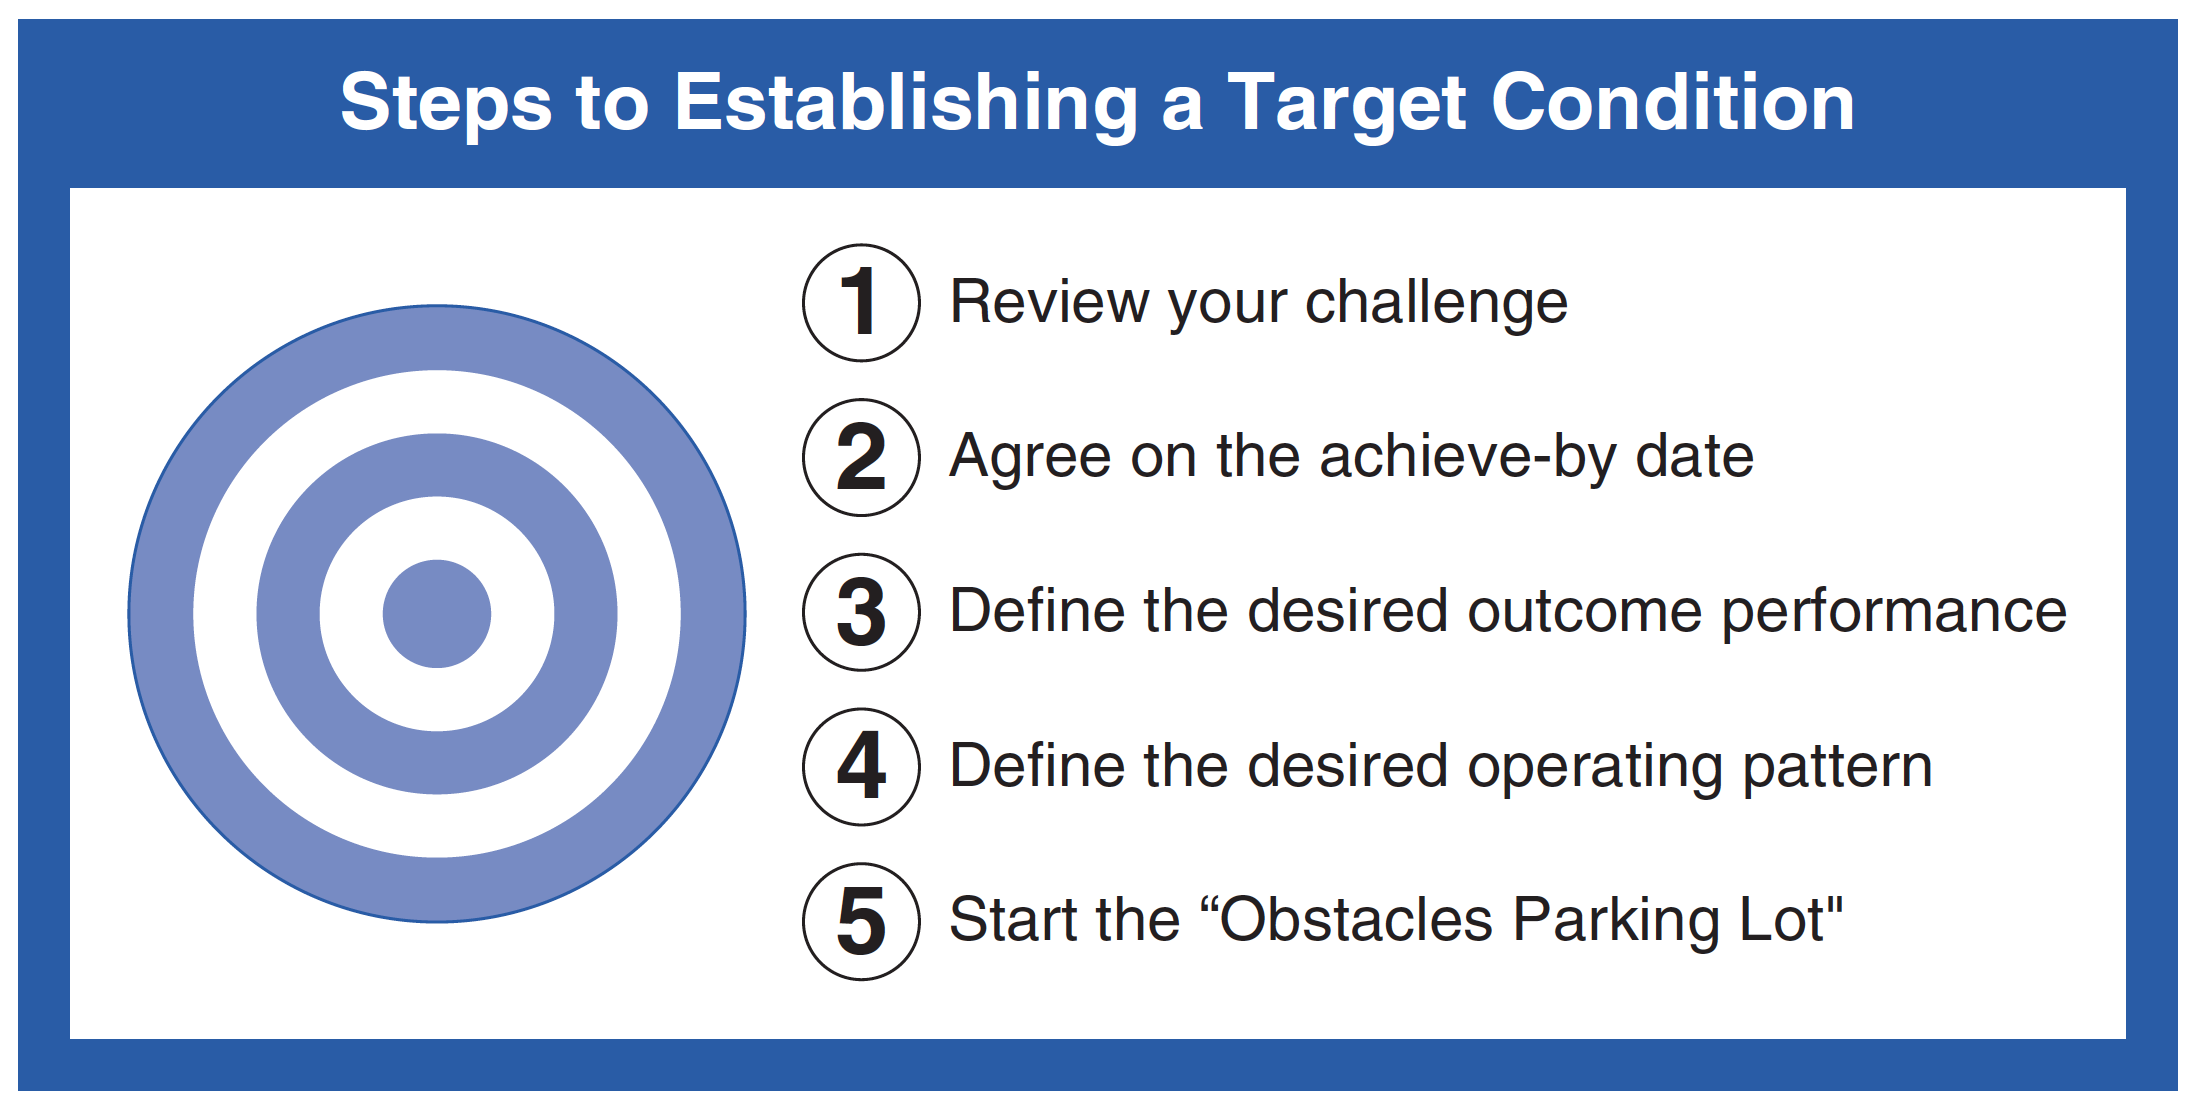 Steps to Establishing a Target Condition
1 Review your challenge
2 Agree on the achieve-by date
3 Define the desired outcome performance
4 Define the desired operating pattern
5 Start the “Obstacles Parking Lot"